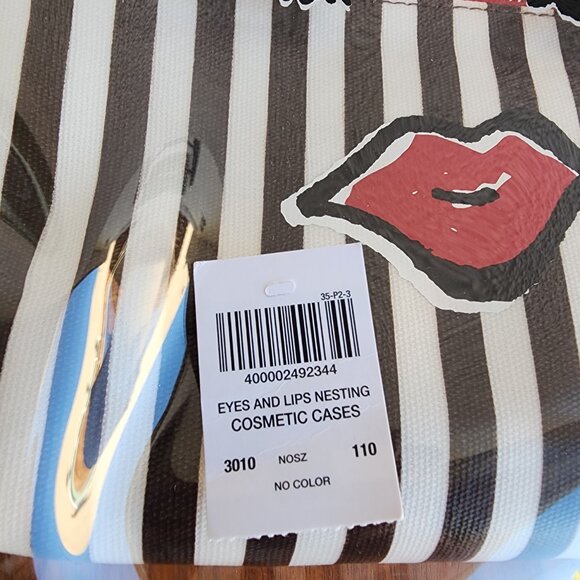 35-P2-3
400002492344
EYES AND LIPS NESTING
COSMETIC CASES
3010 NOSZ 110
NO COLOR